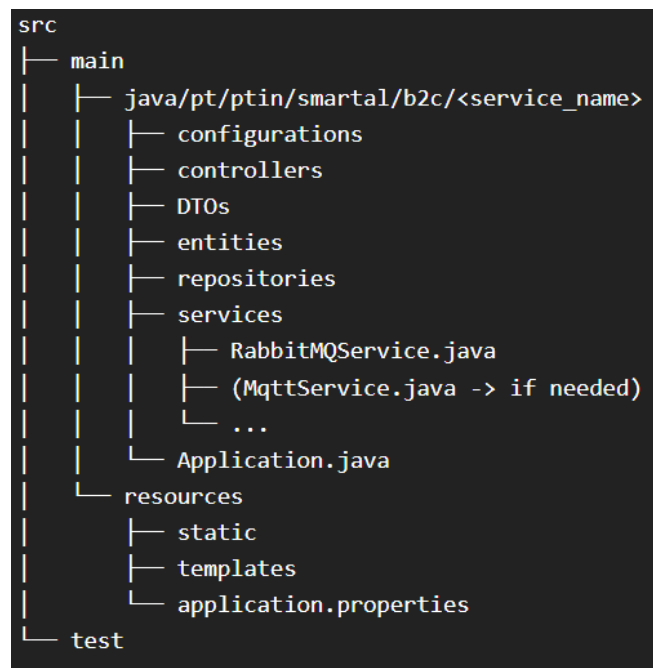 src
├── main
│   ├── java/pt/ptin/smartal/b2c/<service_name>
│   │   ├── configurations
│   │   ├── controllers
│   │   ├── DTOs
│   │   ├── entities
│   │   ├── repositories
│   │   ├── services
│   │   │   ├── RabbitMQService.java
│   │   │   ├── (MqttService.java -> if needed)
│   │   │   └── ...
│   │   └── Application.java
│   └── resources
│       ├── static
│       ├── templates
│       └── application.properties
└── test